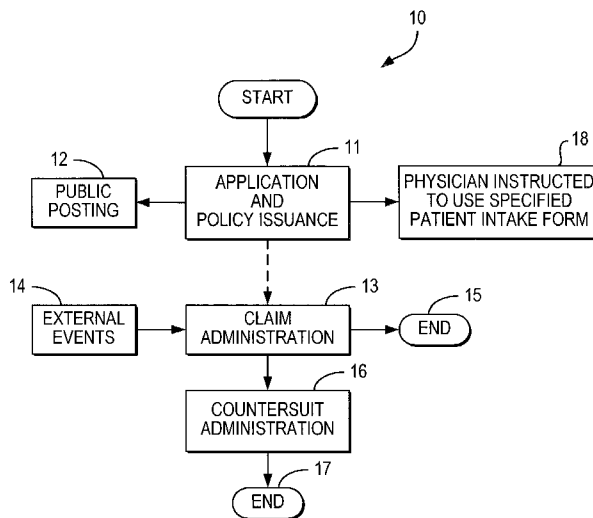 10
START
12
11
18
PUBLIC
POSTING
APPLICATION
AND
POLICY ISSUANCE
PHYSICIAN INSTRUCTED
TO USE SPECIFIED
PATIENT INTAKE FORM
14
13
15
EXTERNAL
EVENTS
CLAIM
ADMINISTRATION
END
16
COUNTERSUIT
ADMINISTRATION
17
END